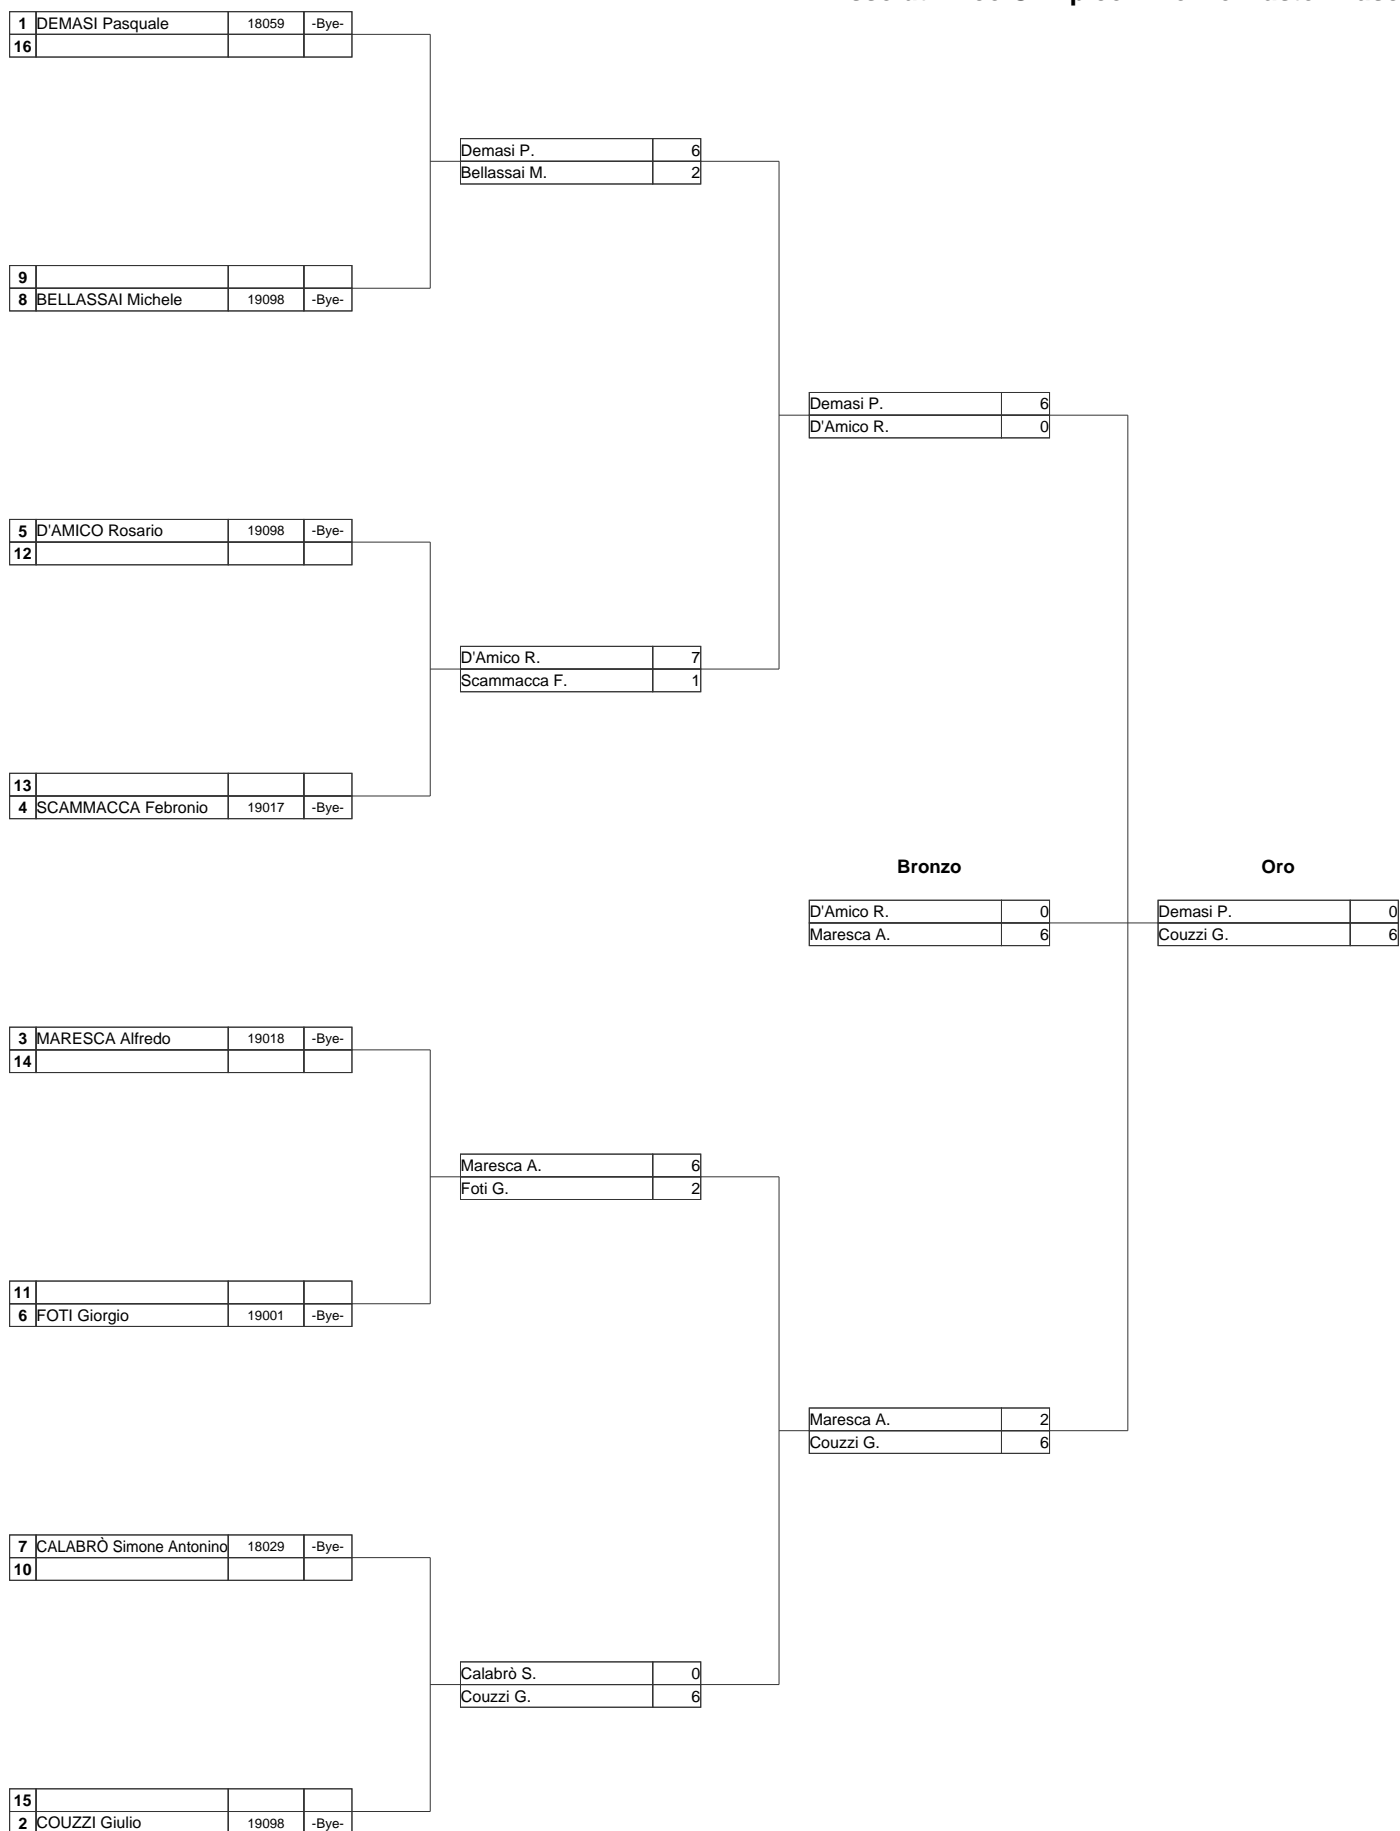 1 DEMASI Pasquale 18059 -Bye-
16
Demasi P. 6
Bellassai M. 2
9
8 BELLASSAI Michele 19098 -Bye-
Demasi P. 6
D'Amico R. 0
5 D'AMICO Rosario 19098 -Bye-
12
D'Amico R. 7
Scammacca F. 1
13
4 SCAMMACCA Febronio 19017 -Bye-
Bronzo Oro
D'Amico R. 0 Demasi P. 0
Maresca A. 6 Couzzi G. 6
3 MARESCA Alfredo 19018 -Bye-
14
Maresca A. 6
Foti G. 2
11
6 FOTI Giorgio 19001 -Bye-
Maresca A. 2
Couzzi G. 6
7 CALABRÒ Simone Antonino 18029 -Bye-
10
Calabrò S. 0
Couzzi G. 6
15
2 COUZZI Giulio 19098 -Bye-